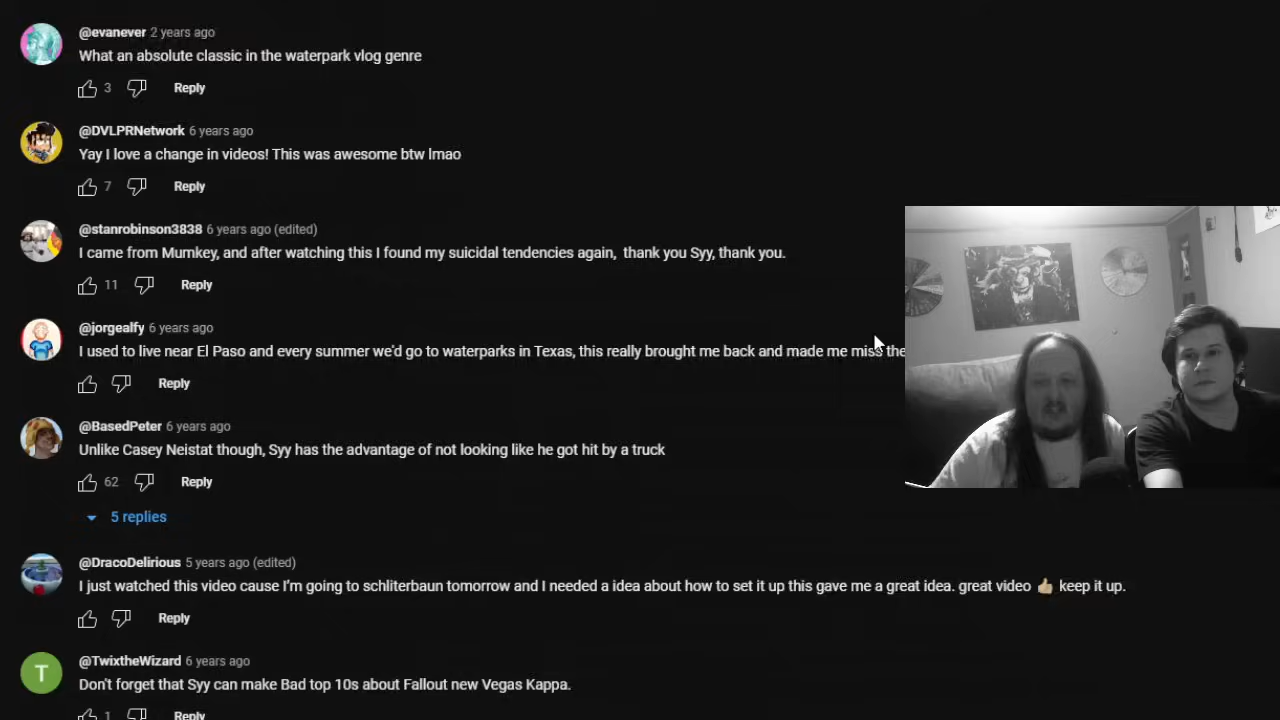 @evanever 2 years ago
What an absolute classic in the waterpark vlog genre
3 Reply
@DVLPRNetwork 6 years ago
Yay I love a change in videos! This was awesome btw lmao
7 Reply
@stanrobinson3838 6 years ago (edited)
I came from Mumkey, and after watching this I found my suicidal tendencies again, thank you Syy, thank you.
11 Reply
@jorgealfy 6 years ago
I used to live near El Paso and every summer we'd go to waterparks in Texas, this really brought me back and made me miss the
Reply
@BasedPeter 6 years ago
Unlike Casey Neistat though, Syy has the advantage of not looking like he got hit by a truck
62 Reply
5 replies
@DracoDelirious 5 years ago (edited)
I just watched this video cause I'm going to schliterbaun tomorrow and I needed a idea about how to set it up this gave me a great idea. great video 👍🏼 keep it up.
Reply
T
@TwixtheWizard 6 years ago
Don't forget that Syy can make Bad top 10s about Fallout new Vegas Kappa.
1 Reply